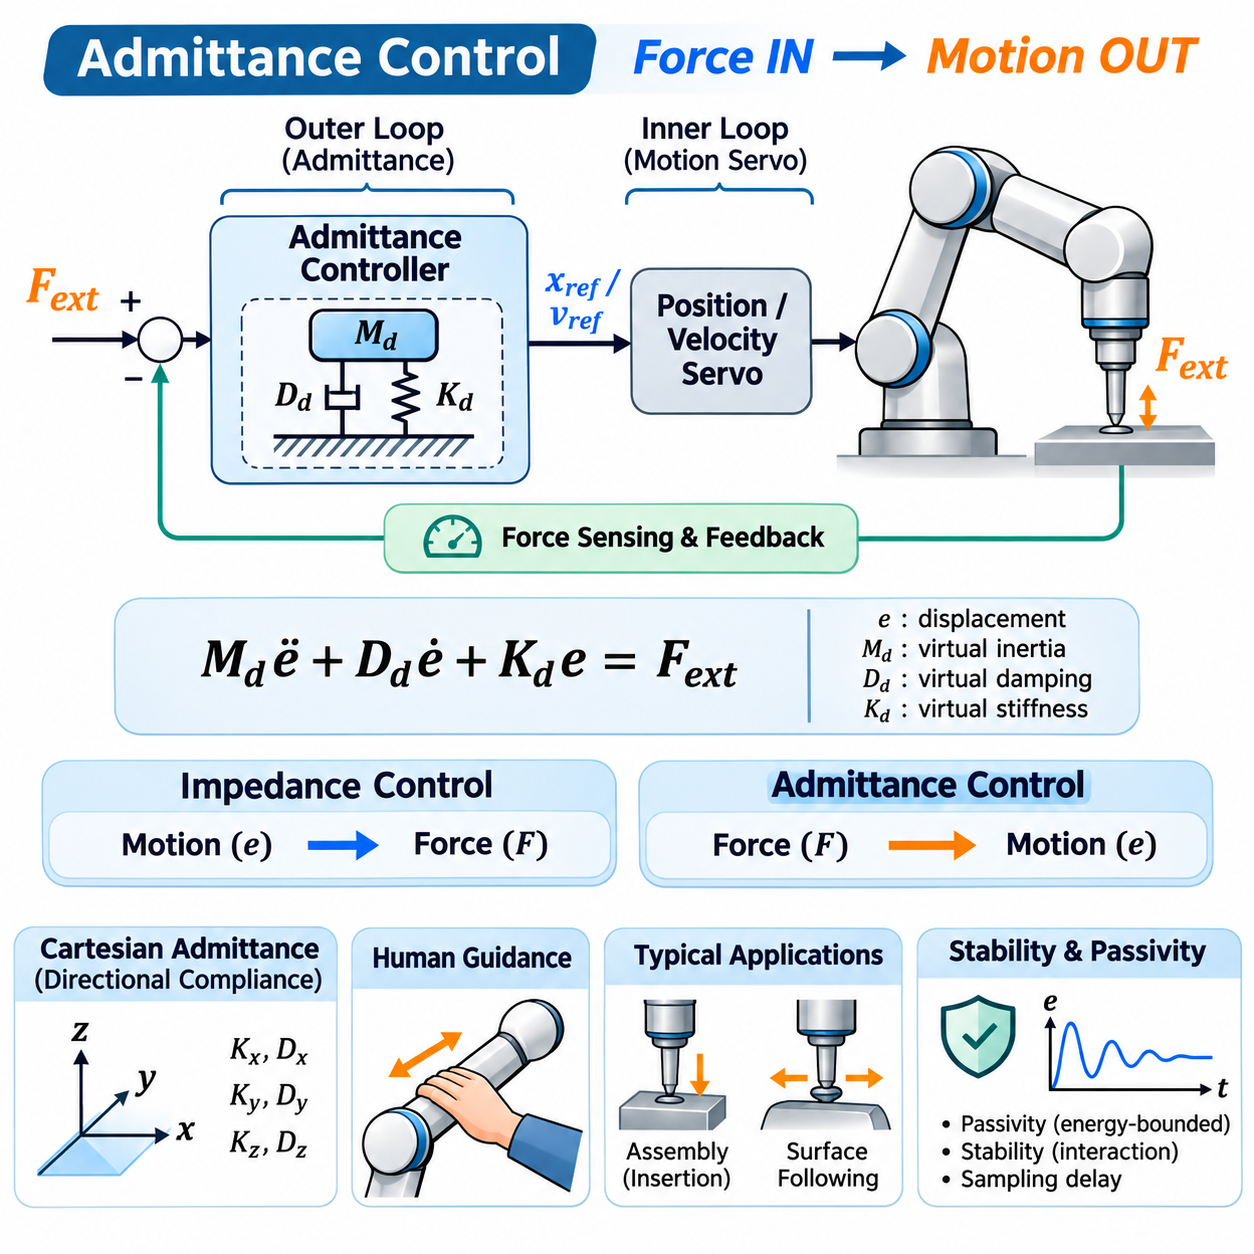 Admittance Control
Force IN → Motion OUT
Outer Loop
(Admittance)
Inner Loop
(Motion Servo)
Admittance
Controller
M_d
D_d
K_d
F_ext
+
−
x_ref /
v_ref
Position /
Velocity
Servo
F_ext
Force Sensing & Feedback
M_d ë + D_d ė + K_d e = F_ext
e : displacement
M_d : virtual inertia
D_d : virtual damping
K_d : virtual stiffness
Impedance Control
Motion (e) → Force (F)
Admittance Control
Force (F) → Motion (e)
Cartesian Admittance
(Directional Compliance)
z
y
x
K_x, D_x
K_y, D_y
K_z, D_z
Human Guidance
Typical Applications
Assembly
(Insertion)
Surface
Following
Stability & Passivity
e
t
• Passivity (energy-bounded)
• Stability (interaction)
• Sampling delay